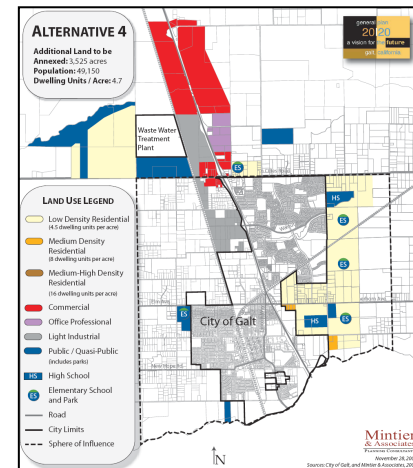 ALTERNATIVE 4
Additional Land to be
Annexed: 3,525 acres
Population: 49,150
Dwelling Units / Acre: 4.7
general plan
20 20
a vision for the future
galt, california
Waste Water
Treatment
Plant
ES
HS
ES
ES
ES
City of Galt
HS
ES
LAND USE LEGEND
Low Density Residential
(4.5 dwelling units per acre)
Medium Density
Residential
(8 dwelling units per acre)
Medium-High Density
Residential
(16 dwelling units per acre)
Commercial
Office Professional
Light Industrial
Public / Quasi-Public
(includes parks)
HS High School
ES Elementary School
and Park
Road
City Limits
Sphere of Influence
N
Mintier
& Associates
PLANNING CONSULTANTS
November 28, 20
Sources: City of Galt, and Mintier & Associates, 20